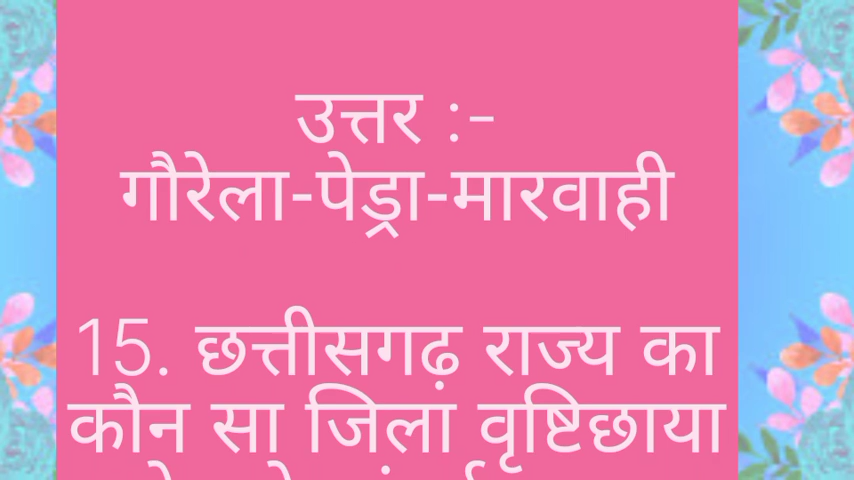 उत्तर :-
गौरेला-पेड्रा-मारवाही
15. छत्तीसगढ़ राज्य का
कौन सा जिला वृष्टिछाया